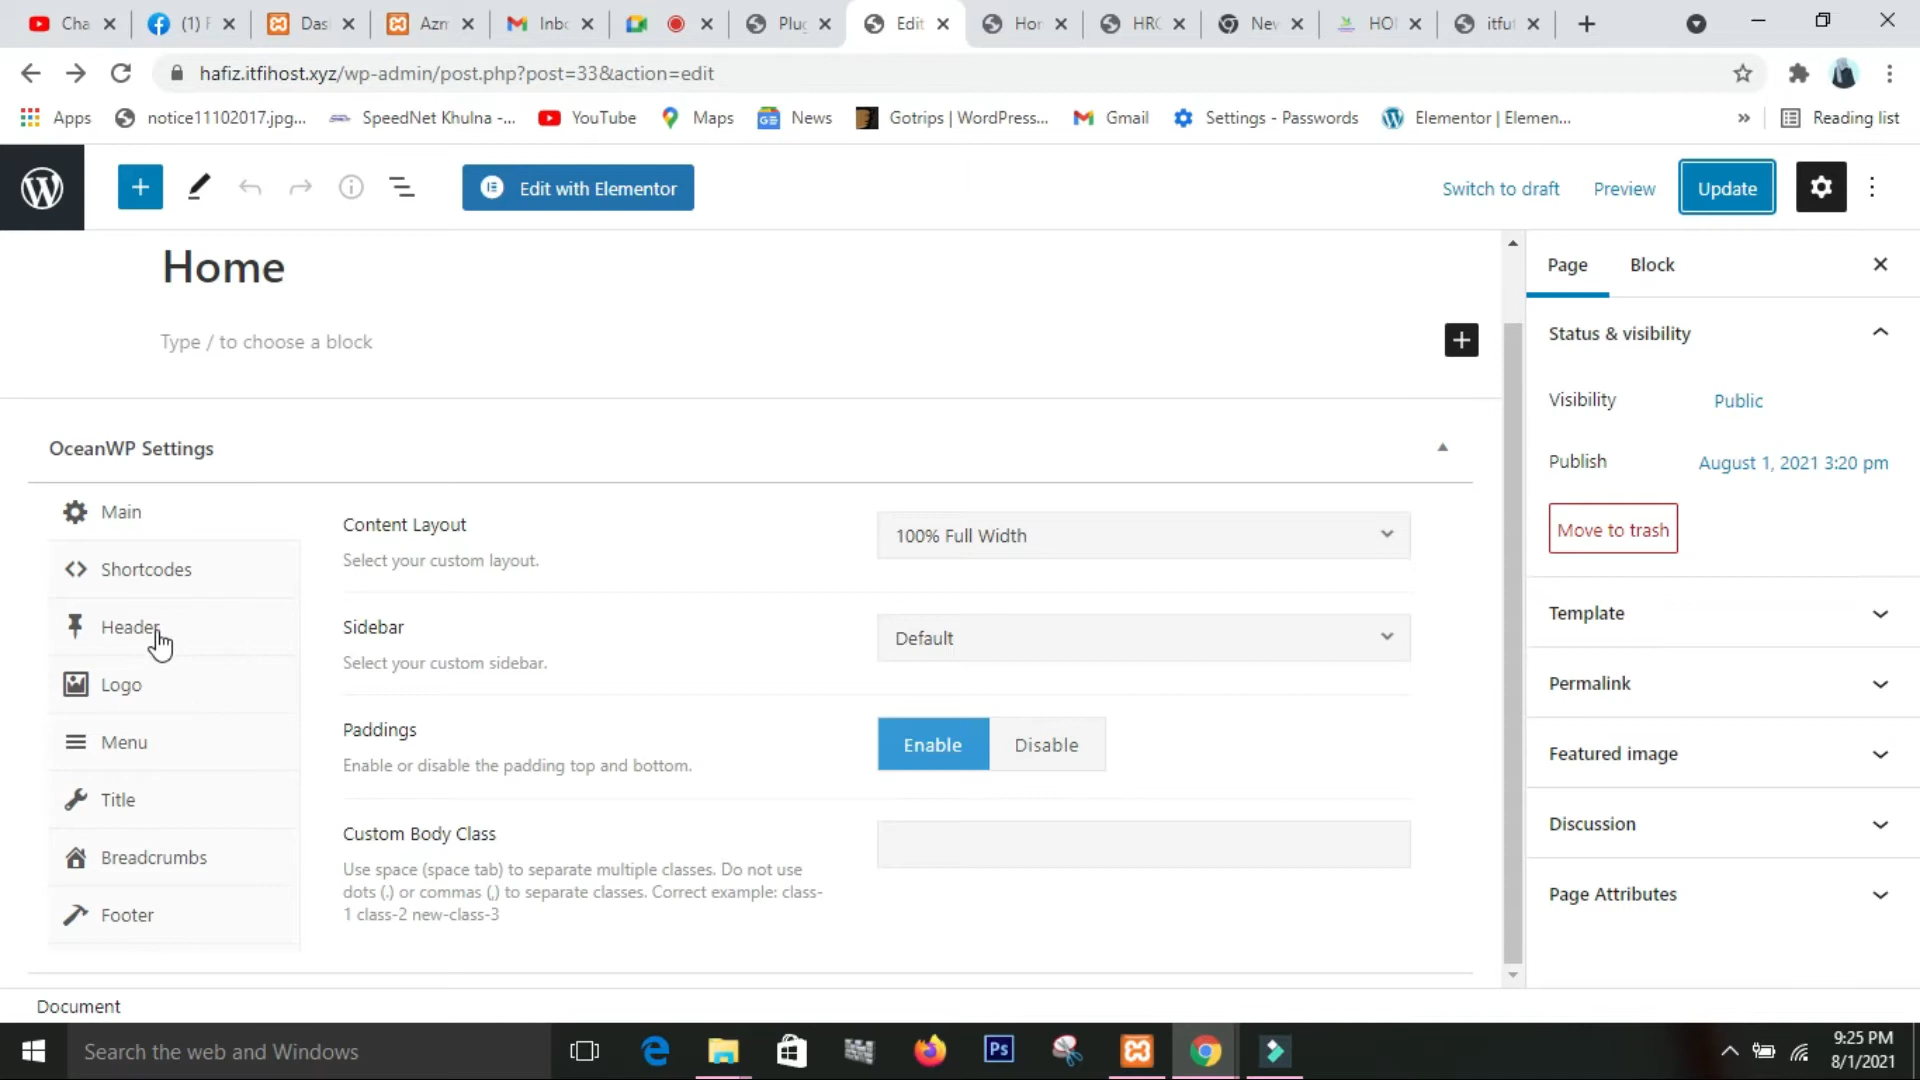 Cha
(1) F
Das
Azn
Inb
Plug
Edit
Hor
HRC
Nev
HO
itfu
hafiz.itfihost.xyz/wp-admin/post.php?post=33&action=edit
Apps
notice11102017.jpg...
SpeedNet Khulna -...
YouTube
Maps
News
Gotrips | WordPress...
Gmail
Settings - Passwords
Elementor | Elemen...
»
Reading list
Edit with Elementor
Switch to draft
Preview
Update
Home
Type / to choose a block
Page
Block
Status & visibility
Visibility
Public
Publish
August 1, 2021 3:20 pm
Move to trash
Template
Permalink
Featured image
Discussion
Page Attributes
OceanWP Settings
Main
Shortcodes
Header
Logo
Menu
Title
Breadcrumbs
Footer
Content Layout
Select your custom layout.
100% Full Width
Sidebar
Select your custom sidebar.
Default
Paddings
Enable or disable the padding top and bottom.
Enable
Disable
Custom Body Class
Use space (space tab) to separate multiple classes. Do not use
dots (.) or commas (,) to separate classes. Correct example: class-
1 class-2 new-class-3
Document
Search the web and Windows
Ps
9:25 PM
8/1/2021